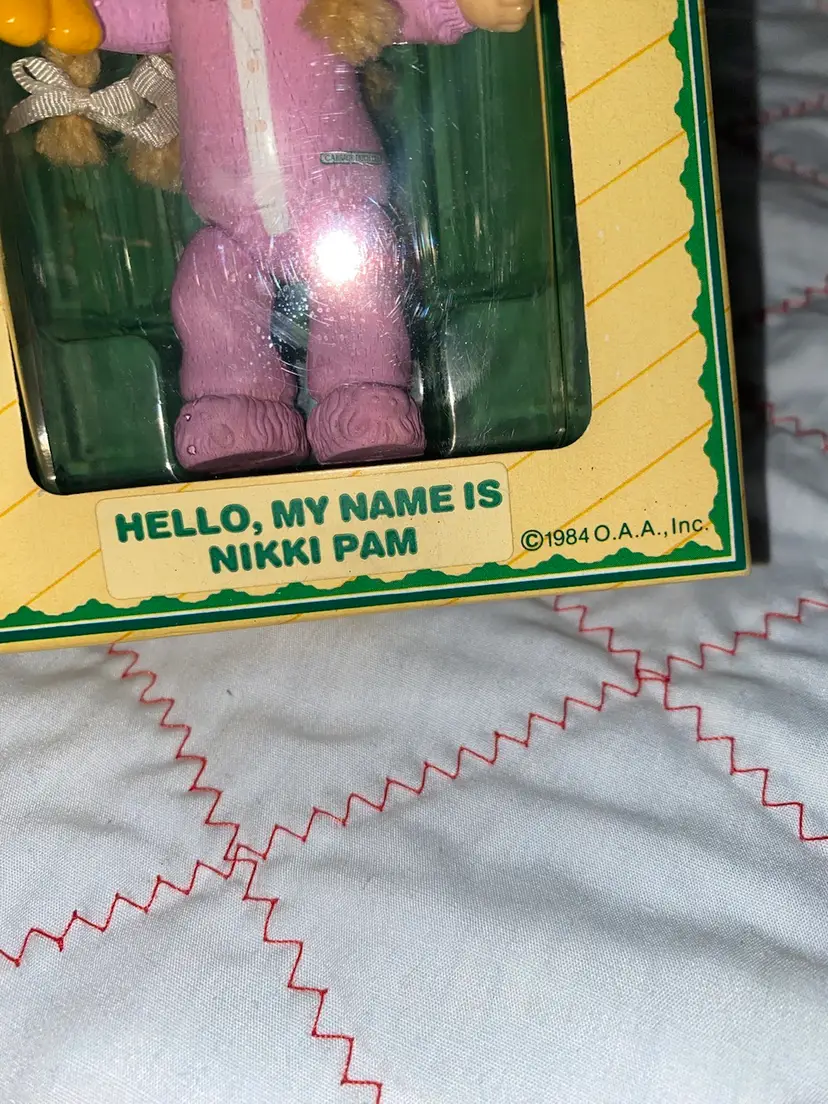 HELLO, MY NAME IS
NIKKI PAM
©1984 O.A.A., Inc.